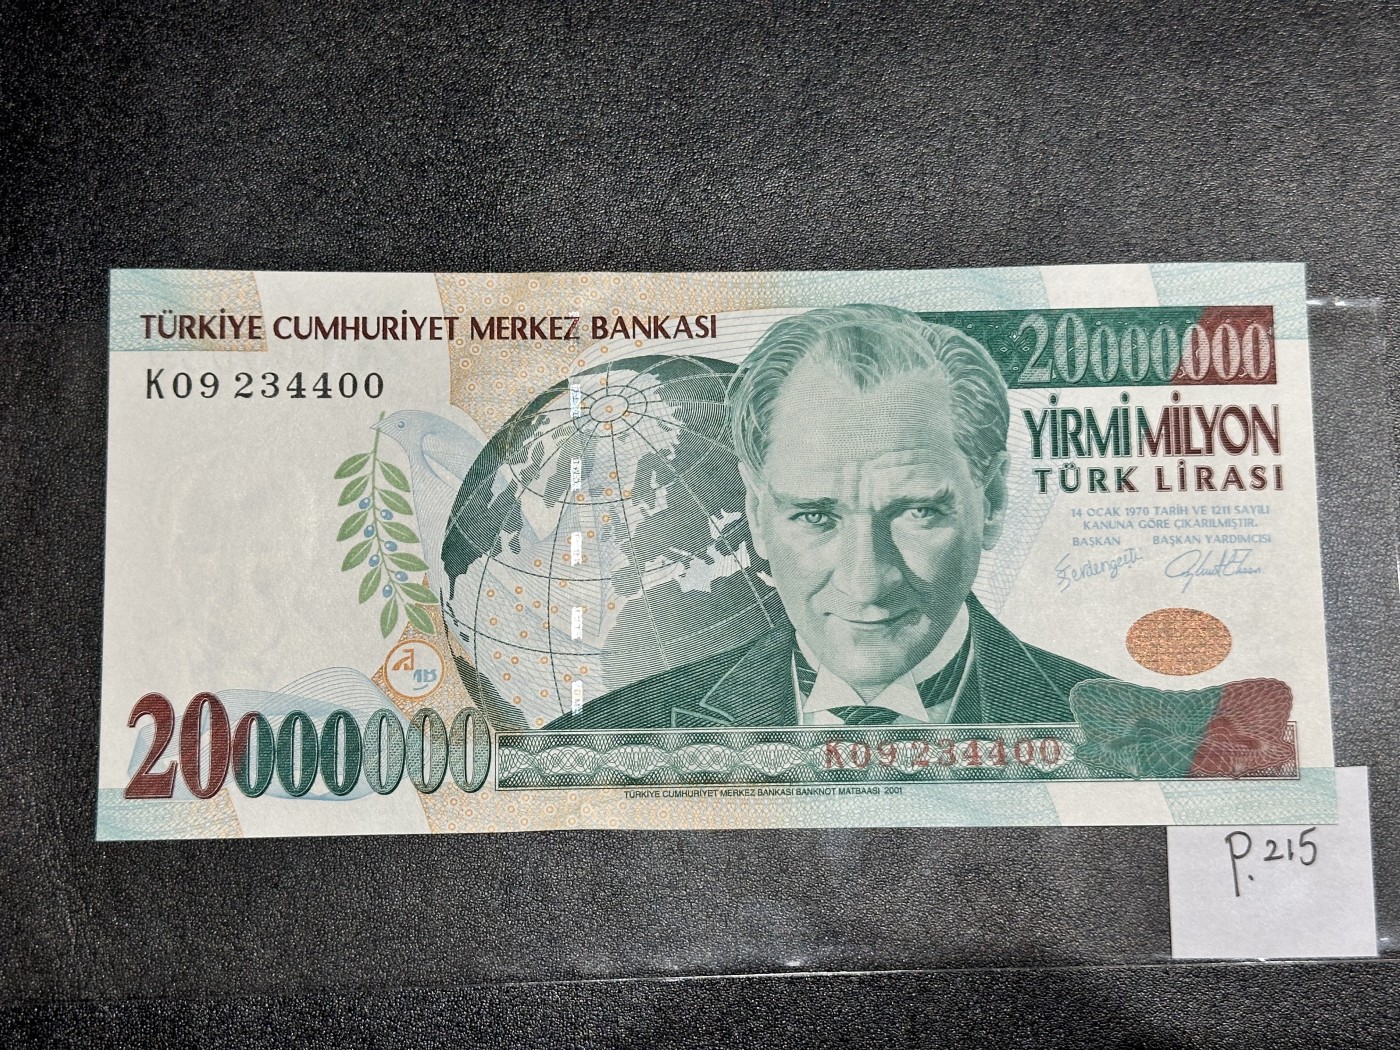 TÜRKİYE CUMHURİYET MERKEZ BANKASI
K09 234400
20000000
YİRMİ MİLYON
TÜRK LİRASI
14 OCAK 1970 TARİH VE 1211 SAYILI
KANUNA GÖRE ÇIKARILMIŞTIR.
BAŞKAN BAŞKAN YARDIMCISI
20000000
K09 234400
TÜRKİYE CUMHURİYET MERKEZ BANKASI BANKNOT MATBAASI 2001
P.215